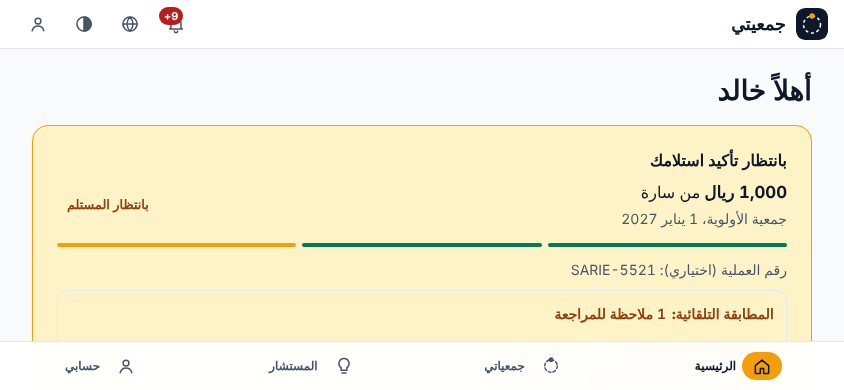 جمعيتي
+9
أهلاً خالد
بانتظار تأكيد استلامك
1,000 ريال من سارة
بانتظار المستلم
جمعية الأولوية، 1 يناير 2027
رقم العملية (اختياري): SARIE-5521
المطابقة التلقائية: 1 ملاحظة للمراجعة
الرئيسية
جمعياتي
المستشار
حسابي